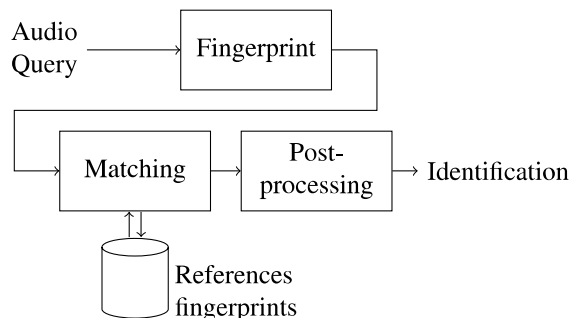 Audio
Query
Fingerprint
Matching
Post-
processing
Identification
References
fingerprints